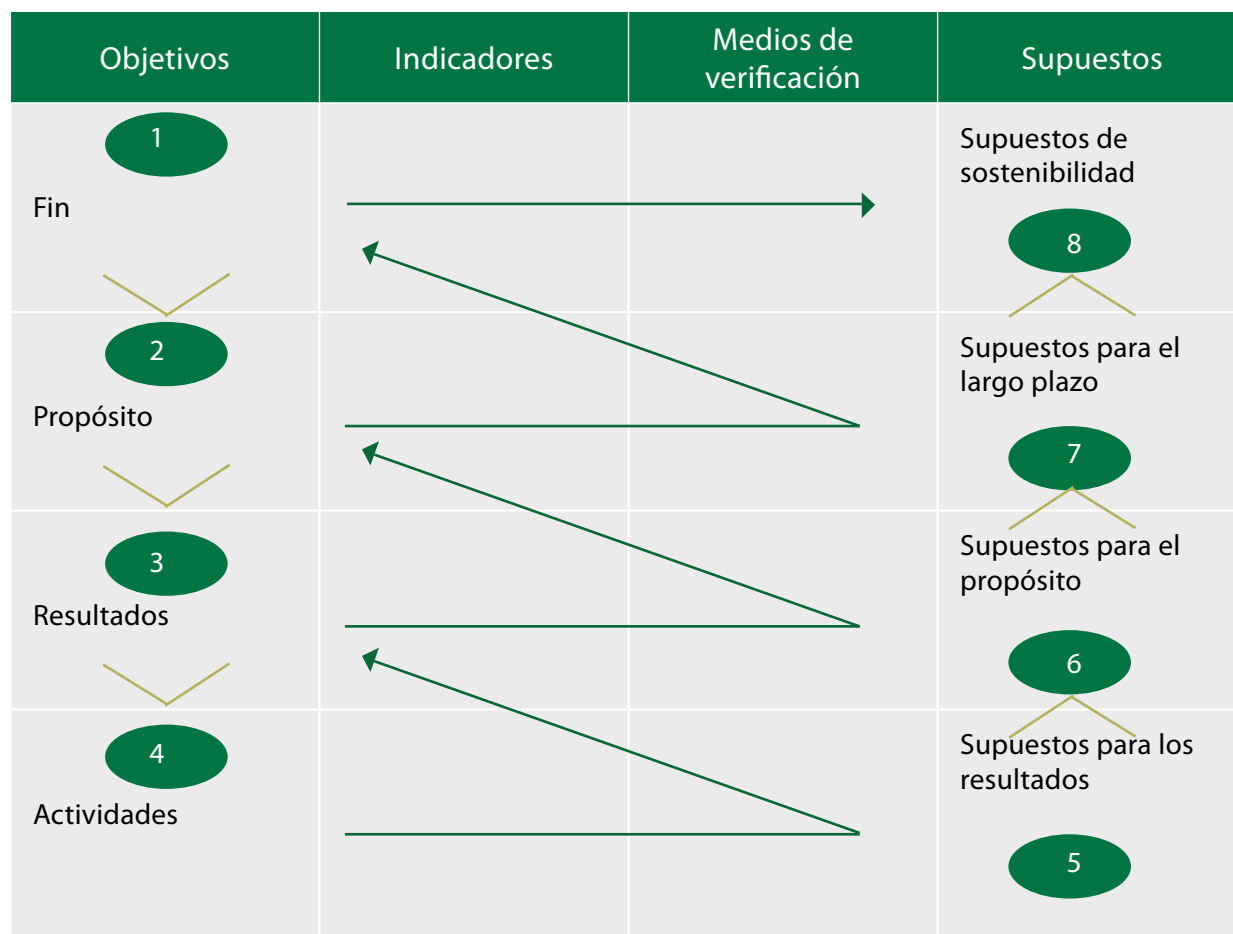 Objetivos
Indicadores
Medios de
verificación
Supuestos
1
Fin
Supuestos de
sostenibilidad
8
2
Propósito
Supuestos para el
largo plazo
7
3
Resultados
Supuestos para el
propósito
6
4
Actividades
Supuestos para los
resultados
5